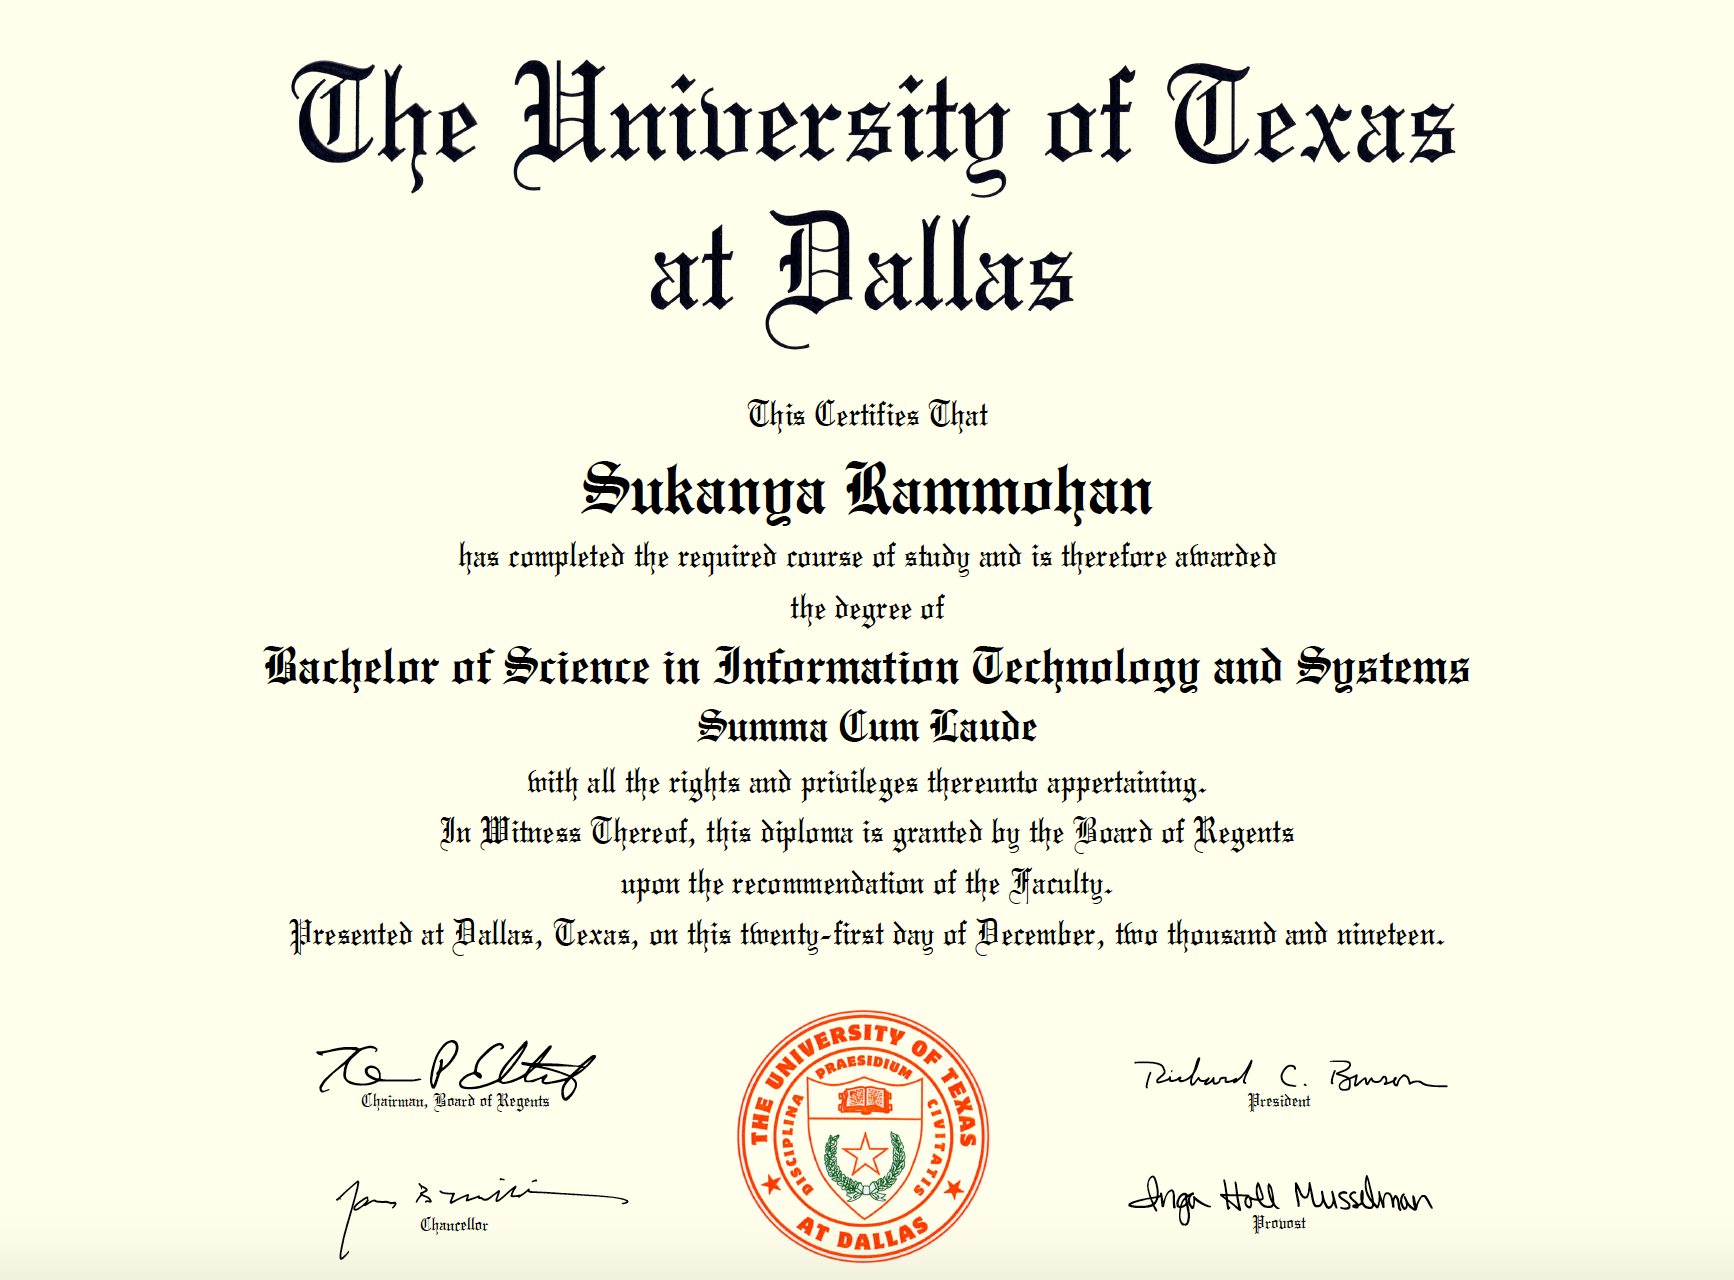 The University of Texas
at Dallas
This Certifies That
Sukanya Rammohan
has completed the required course of study and is therefore awarded
the degree of
Bachelor of Science in Information Technology and Systems
Summa Cum Laude
with all the rights and privileges thereunto appertaining.
In Witness Thereof, this diploma is granted by the Board of Regents
upon the recommendation of the Faculty.
Presented at Dallas, Texas, on this twenty-first day of December, two thousand and nineteen.
Chairman, Board of Regents
Chancellor
THE UNIVERSITY OF TEXAS
AT DALLAS
DISCIPLINA PRAESIDIUM CIVITATIS
Richard C. Benson
President
Inga Holl Musselman
Provost